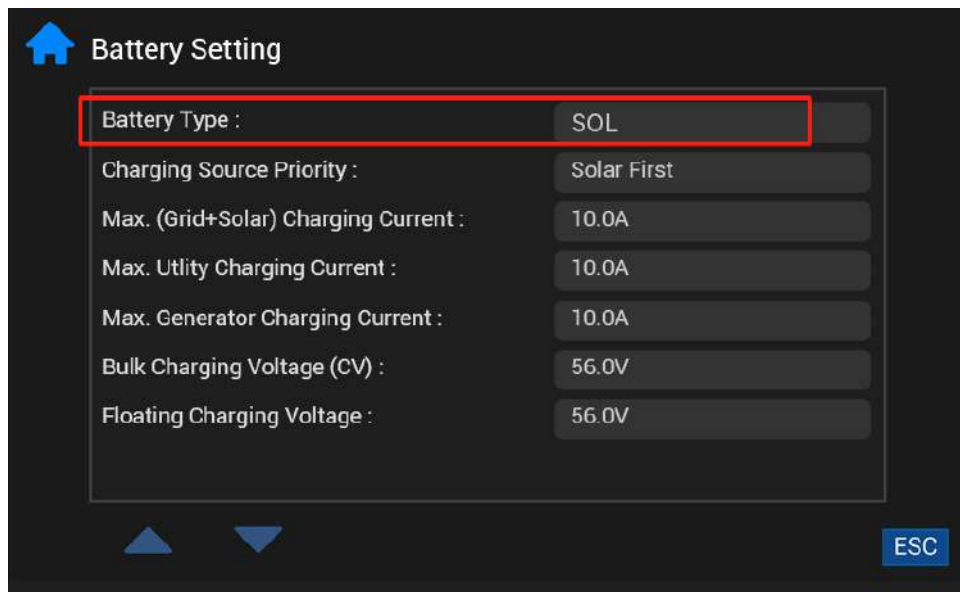 Battery Setting
Battery Type : SOL
Charging Source Priority : Solar First
Max. (Grid+Solar) Charging Current : 10.0A
Max. Utlity Charging Current : 10.0A
Max. Generator Charging Current : 10.0A
Bulk Charging Voltage (CV) : 56.0V
Floating Charging Voltage : 56.0V
ESC